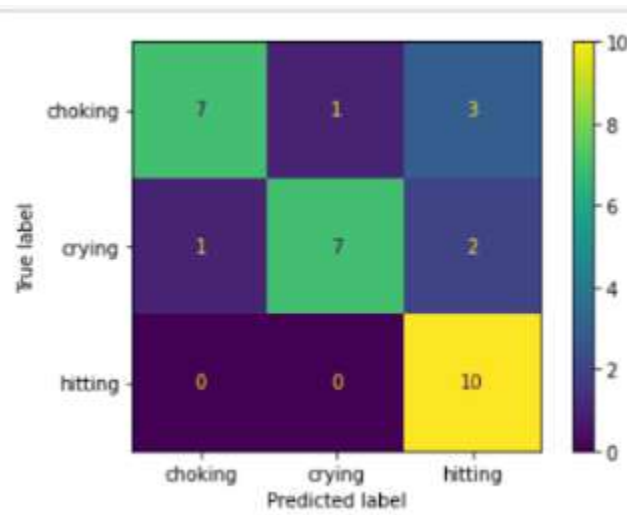 choking 7 1 3
crying 1 7 2
hitting 0 0 10
choking crying hitting
Predicted label
True label
10
8
6
4
2
0